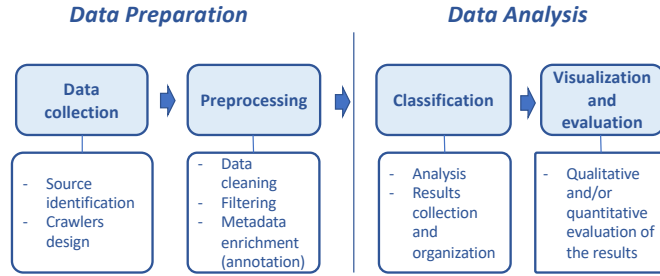 Data Preparation
Data Analysis
Data
collection
Preprocessing
Classification
Visualization
and
evaluation
- Source
identification
- Crawlers
design
- Data
cleaning
- Filtering
- Metadata
enrichment
(annotation)
- Analysis
- Results
collection
and
organization
- Qualitative
and/or
quantitative
evaluation of
the results